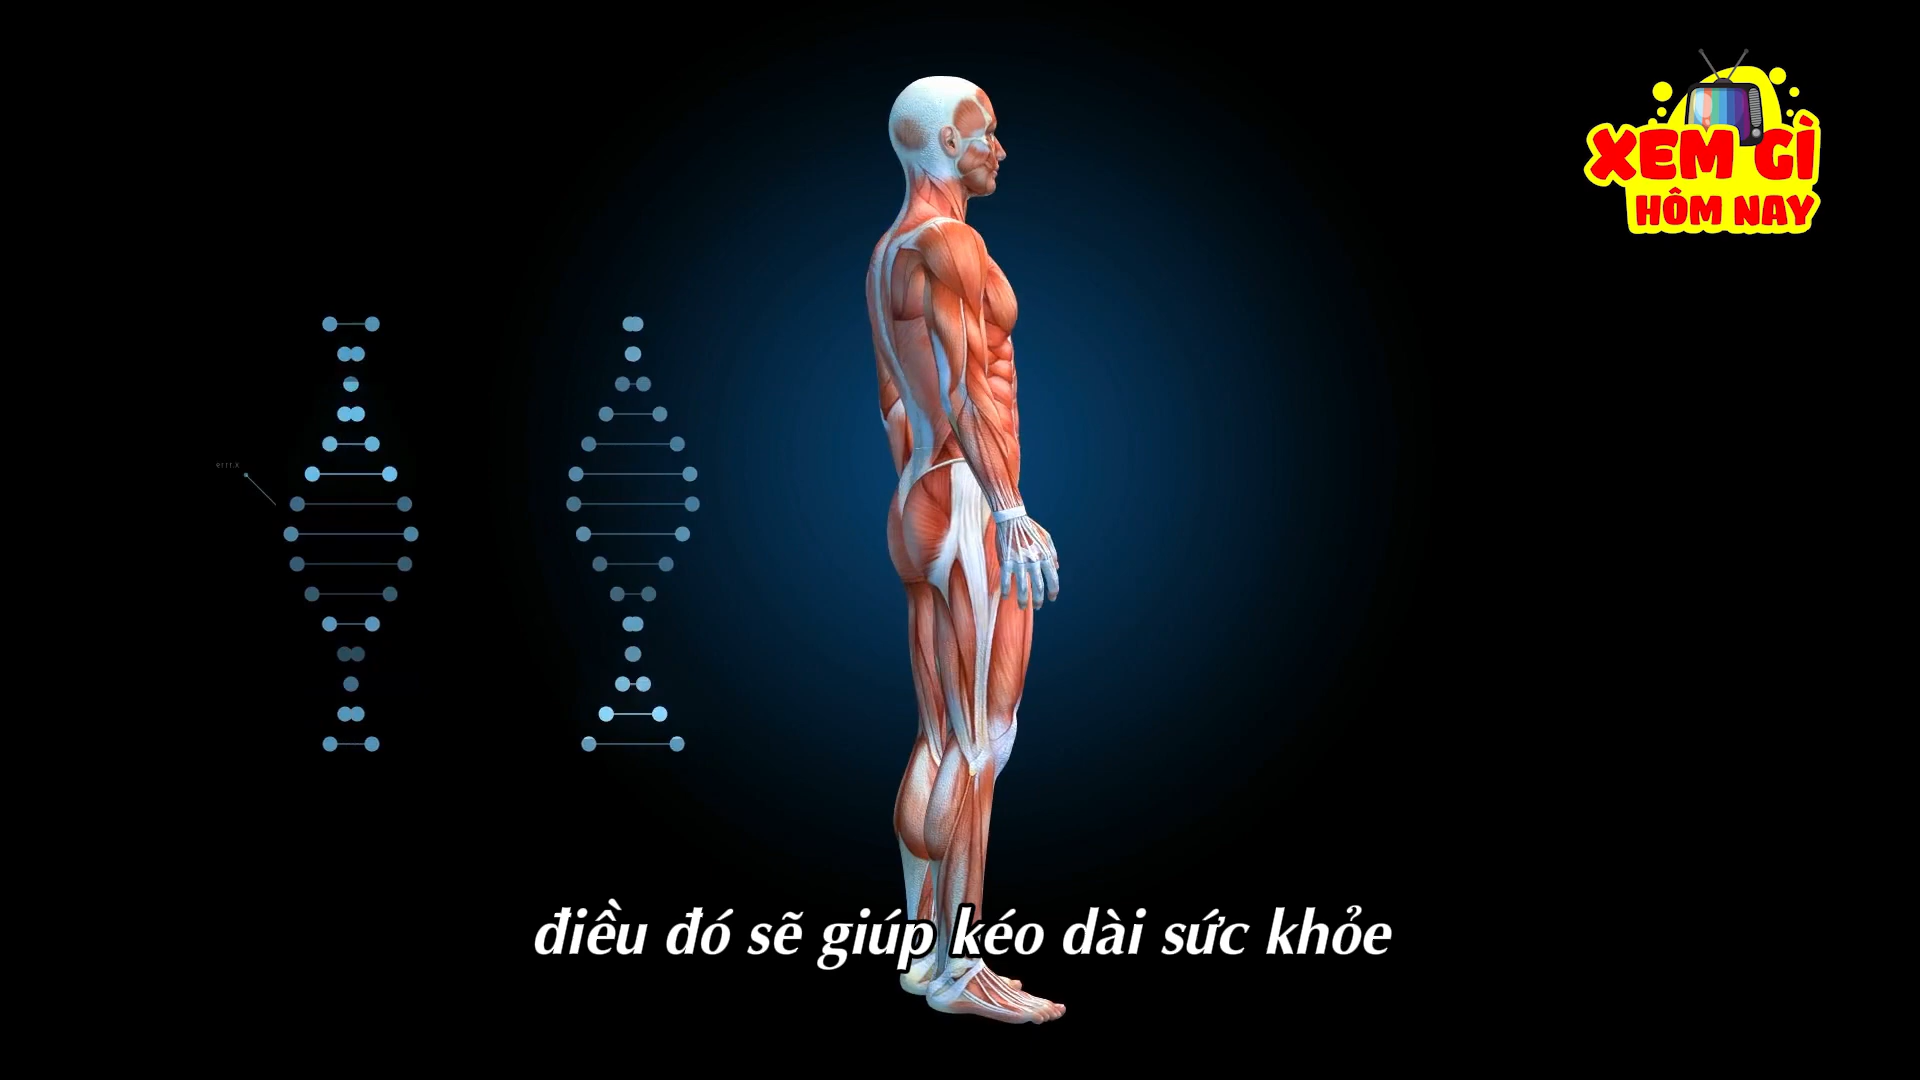 XEM GÌ
HÔM NAY
điều đó sẽ giúp kéo dài sức khỏe